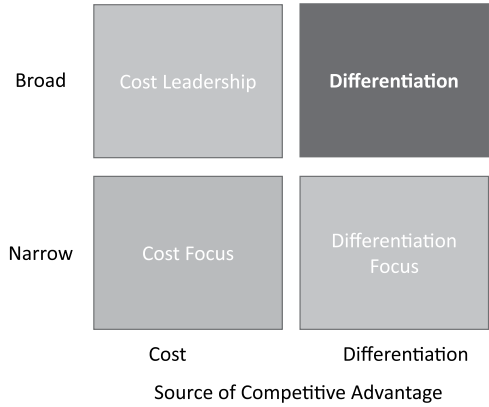 Broad
Cost Leadership
Differentiation
Narrow
Cost Focus
Differentiation
Focus
Cost
Differentiation
Source of Competitive Advantage